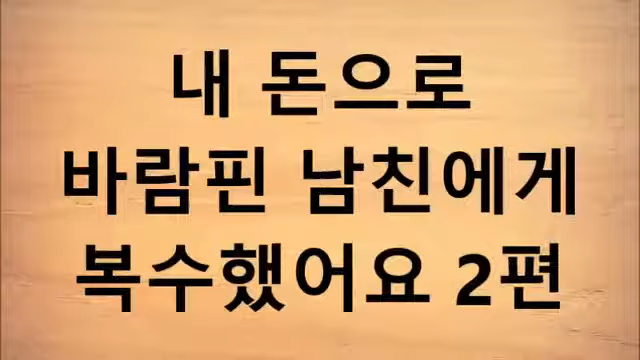 내 돈으로
바람핀 남친에게
복수했어요 2편